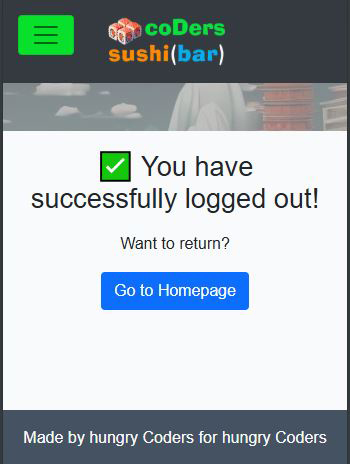 coDers
sushi(bar)
You have
successfully logged out!
Want to return?
Go to Homepage
Made by hungry Coders for hungry Coders